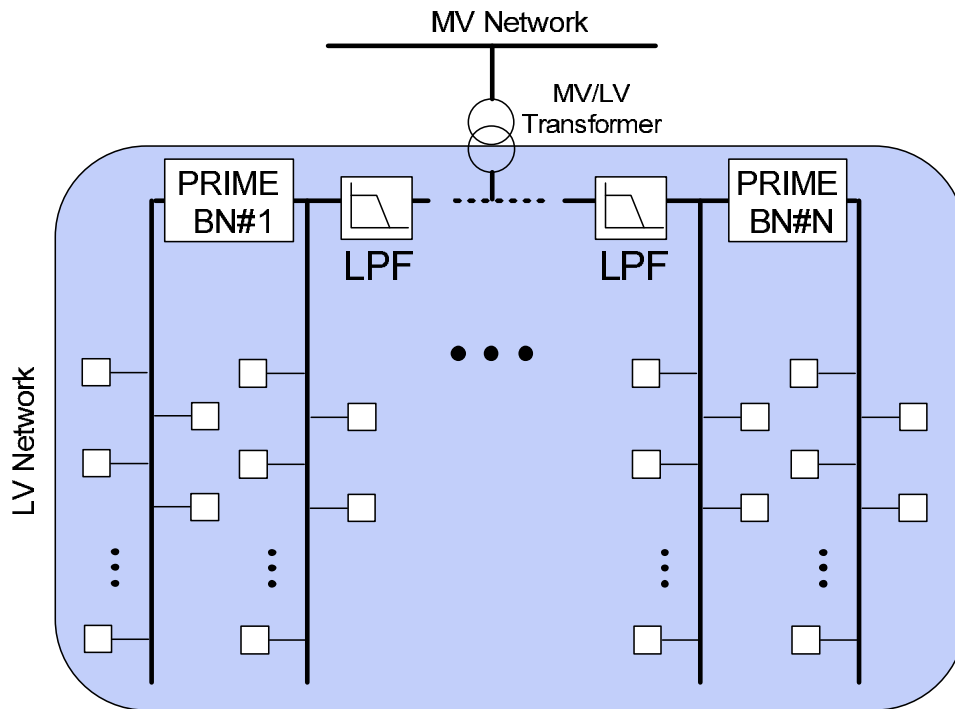 MV Network
MV/LV
Transformer
PRIME
BN#1
LPF
LPF
PRIME
BN#N
LV Network